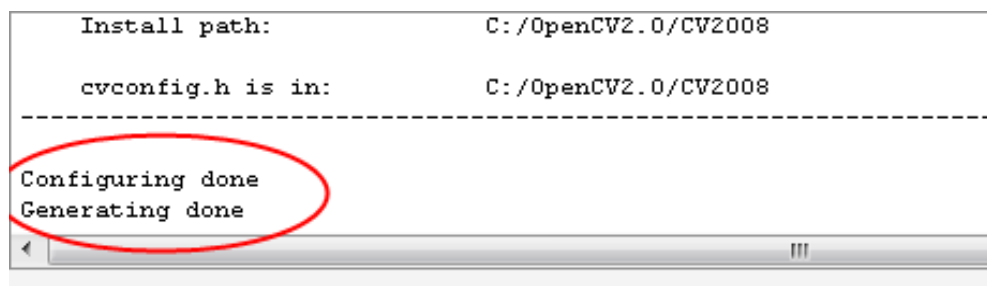 Install path: C:/OpenCV2.0/CV2008
cvconfig.h is in: C:/OpenCV2.0/CV2008
-----------------------------------------------------------------
Configuring done
Generating done